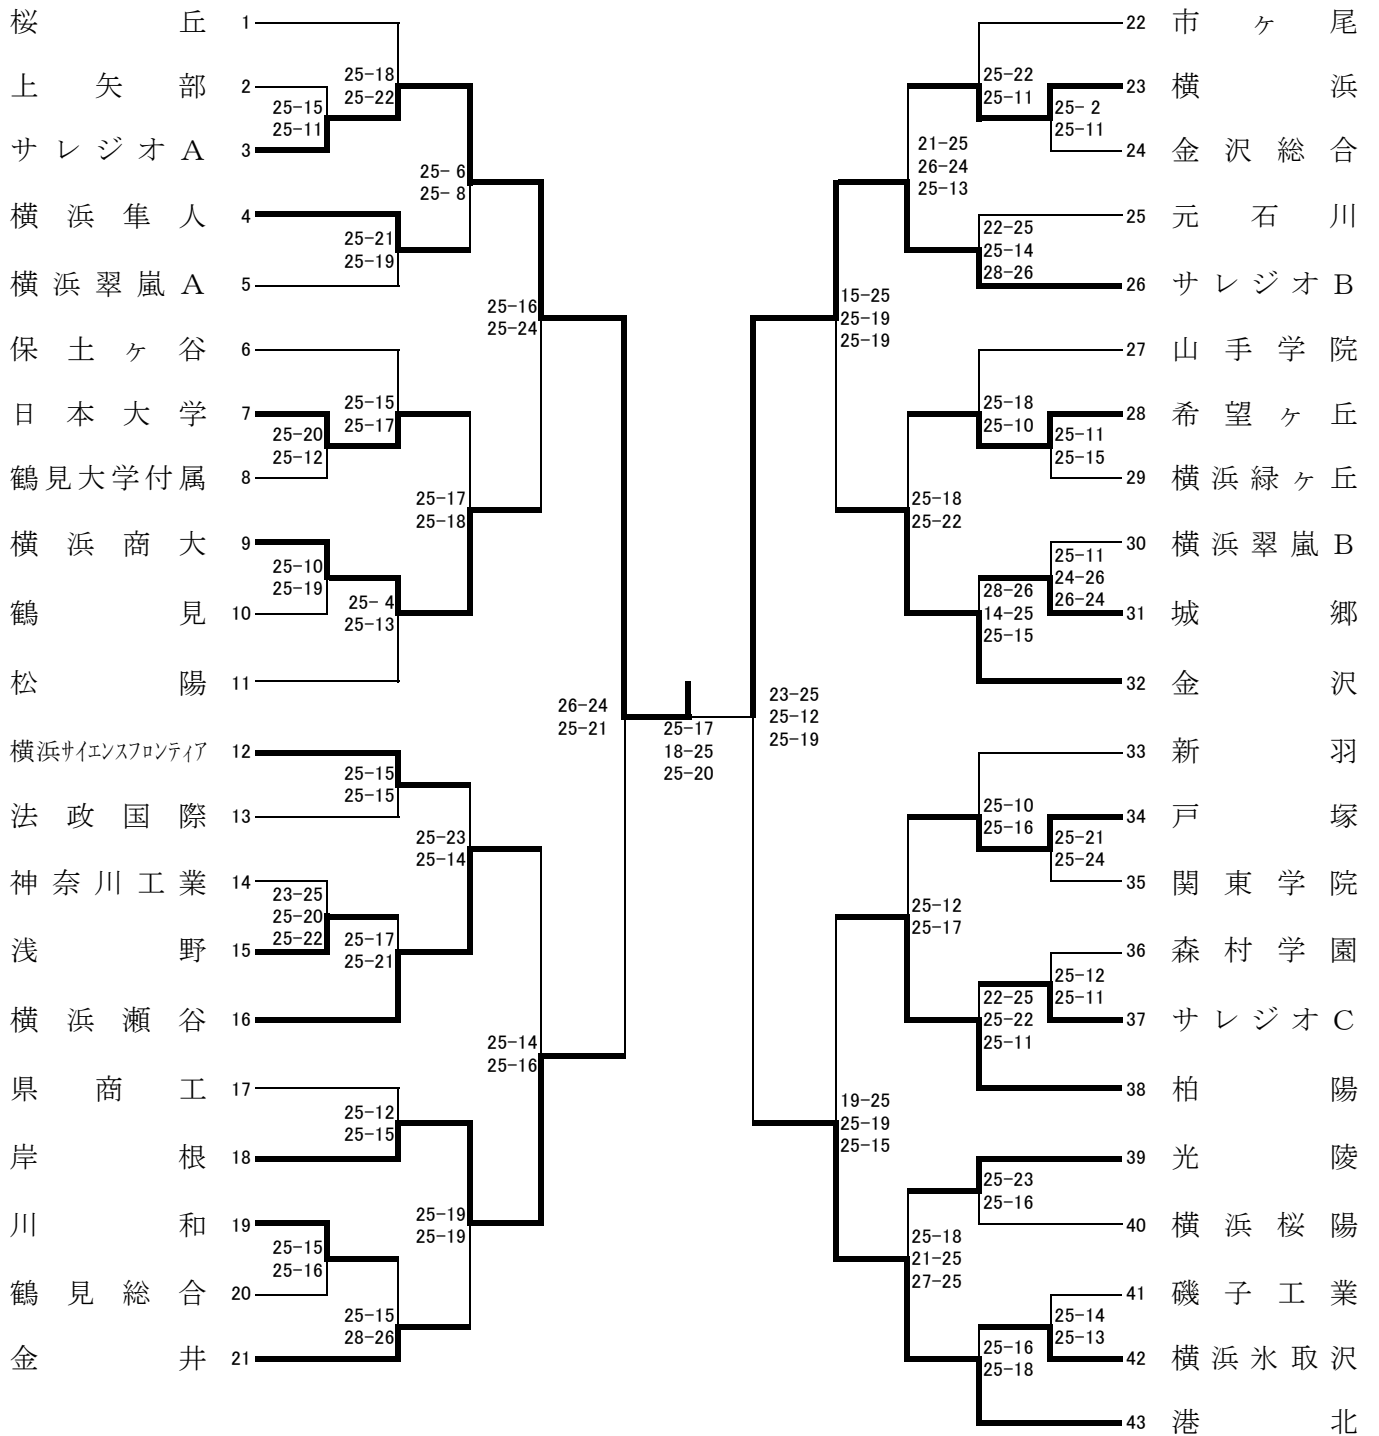 桜丘 1
25-18
25-22
上矢部 2
25-15
25-11
サレジオA 3
25- 6
25- 8
横浜隼人 4
25-21
25-19
横浜翠嵐A 5
25-16
25-24
保土ヶ谷 6
25-15
25-17
日本大学 7
25-20
25-12
鶴見大学付属 8
25-17
25-18
横浜商大 9
25-10
25-19
鶴見 10
25- 4
25-13
松陽 11
26-24
25-21
横浜サイエンスフロンティア 12
25-15
25-15
法政国際 13
25-23
25-14
神奈川工業 14
23-25
25-20
25-22
浅野 15
25-17
25-21
横浜瀬谷 16
25-14
25-16
県商工 17
25-12
25-15
岸根 18
川和 19
25-19
25-19
25-15
25-16
鶴見総合 20
25-15
28-26
金井 21
25-17
18-25
25-20
22 市ヶ尾
25-22
25-11
23 横浜
25- 2
25-11
24 金沢総合
21-25
26-24
25-13
25 元石川
22-25
25-14
28-26
26 サレジオB
15-25
25-19
25-19
27 山手学院
25-18
25-10
28 希望ヶ丘
25-11
25-15
29 横浜緑ヶ丘
25-18
25-22
30 横浜翠嵐B
25-11
24-26
26-24
31 城郷
28-26
14-25
25-15
32 金沢
23-25
25-12
25-19
33 新羽
25-10
25-16
34 戸塚
25-21
25-24
35 関東学院
25-12
25-17
36 森村学園
25-12
25-11
37 サレジオC
22-25
25-22
25-11
38 柏陽
19-25
25-19
25-15
39 光陵
25-23
25-16
40 横浜桜陽
25-18
21-25
27-25
41 磯子工業
25-14
25-13
42 横浜氷取沢
25-16
25-18
43 港北